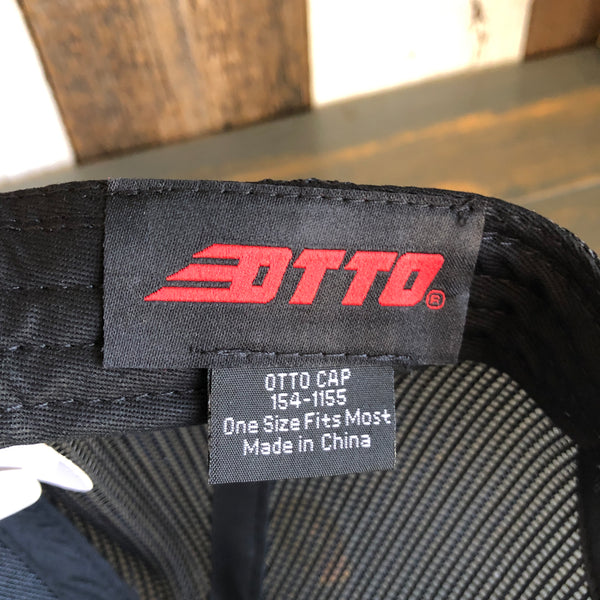 OTTO®
OTTO CAP
154-1155
One Size Fits Most
Made in China